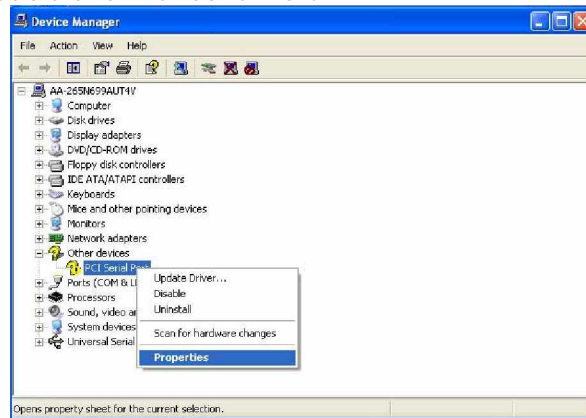 Device Manager
File Action View Help
AA-265N699AUT4V
Computer
Disk drives
Display adapters
DVD/CD-ROM drives
Floppy disk controllers
IDE ATA/ATAPI controllers
Keyboards
Mice and other pointing devices
Monitors
Network adapters
Other devices
PCI Serial Port
Ports (COM & L
Processors
Sound, video a
System devices
Universal Serial
Update Driver...
Disable
Uninstall
Scan for hardware changes
Properties
Opens property sheet for the current selection.